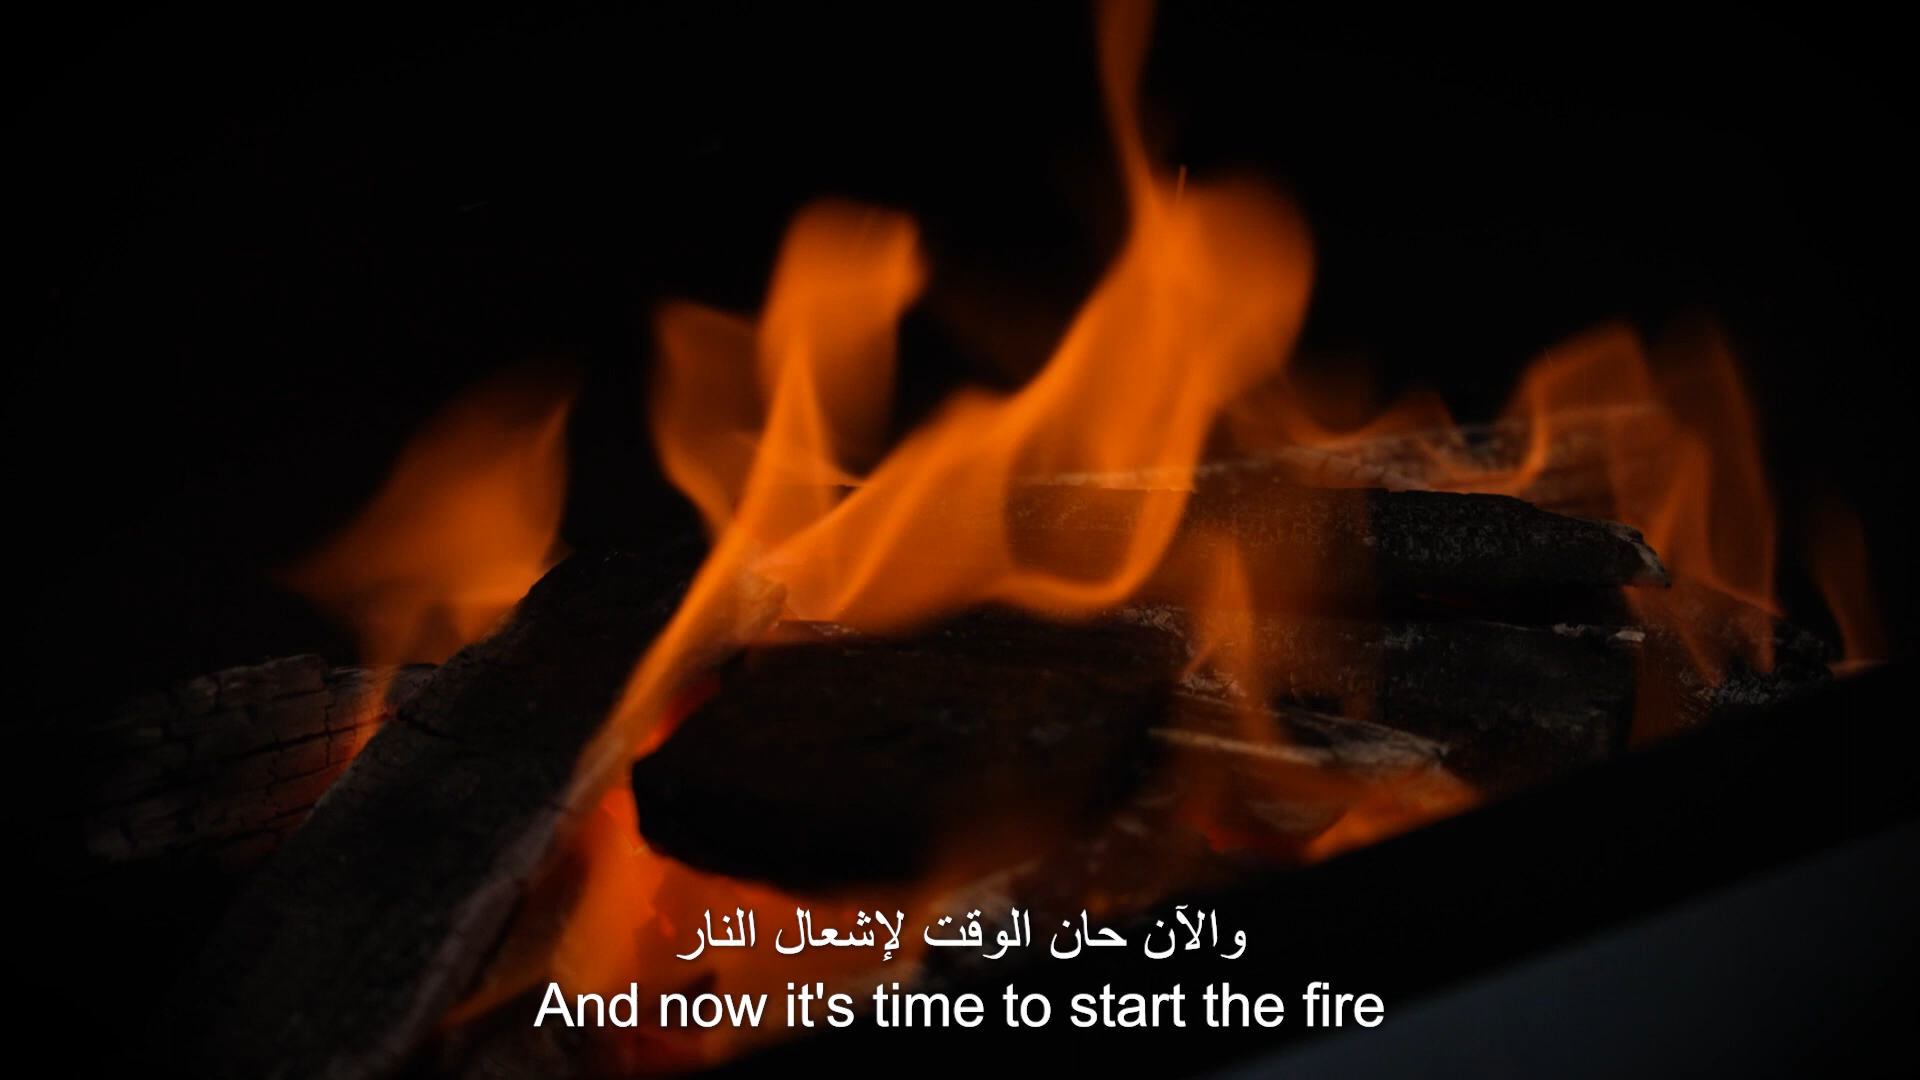 والآن حان الوقت لإشعال النار
And now it's time to start the fire